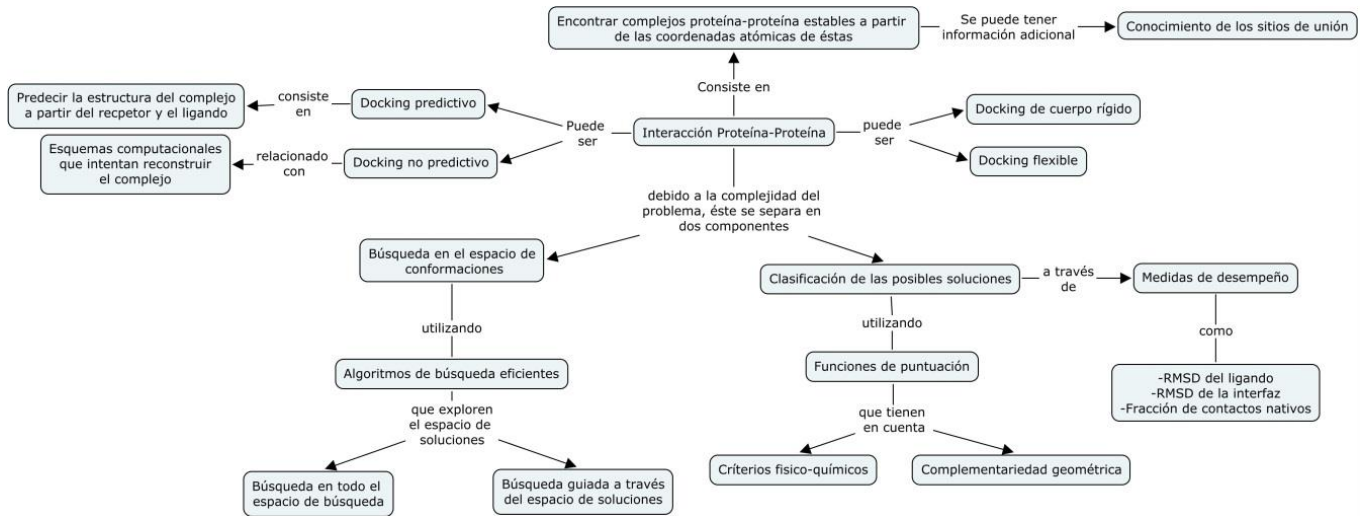 Encontrar complejos proteína-proteína estables a partir
de las coordenadas atómicas de éstas
Se puede tener
información adicional
Conocimiento de los sitios de unión
Consiste en
Predecir la estructura del complejo
a partir del recpetor y el ligando
consiste
en
Docking predictivo
Puede
ser
Interacción Proteína-Proteína
puede
ser
Docking de cuerpo rígido
Docking flexible
Esquemas computacionales
que intentan reconstruir
el complejo
relacionado
con
Docking no predictivo
debido a la complejidad del
problema, éste se separa en
dos componentes
Búsqueda en el espacio de
conformaciones
Clasificación de las posibles soluciones
a través
de
Medidas de desempeño
utilizando
utilizando
como
Algoritmos de búsqueda eficientes
Funciones de puntuación
-RMSD del ligando
-RMSD de la interfaz
-Fracción de contactos nativos
que exploren
el espacio de
soluciones
que tienen
en cuenta
Búsqueda en todo el
espacio de búsqueda
Búsqueda guiada a través
del espacio de soluciones
Críterios fisico-químicos
Complementariedad geométrica